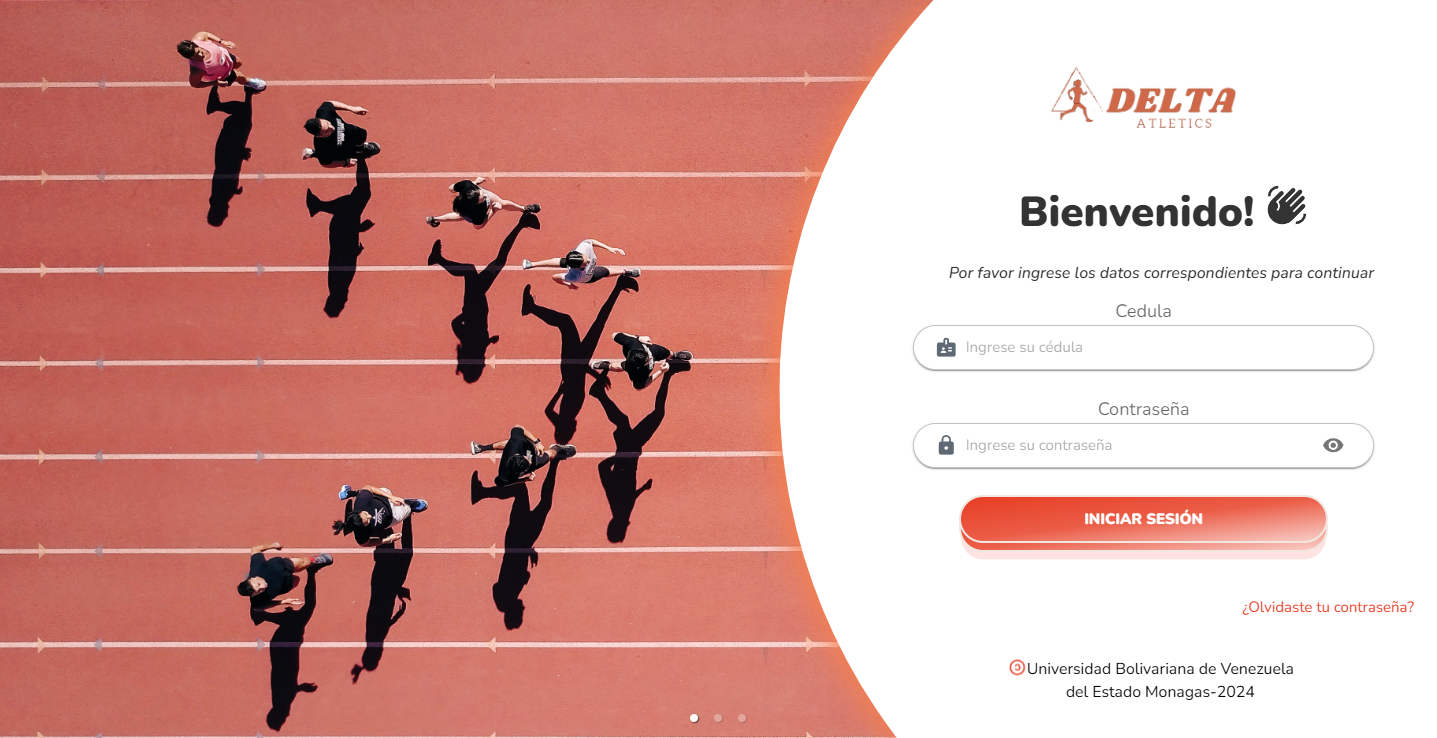 DELTA
ATLETICS
Bienvenido!
Por favor ingrese los datos correspondientes para continuar
Cedula
Ingrese su cédula
Contraseña
Ingrese su contraseña
INICIAR SESIÓN
¿Olvidaste tu contraseña?
Universidad Bolivariana de Venezuela
del Estado Monagas-2024